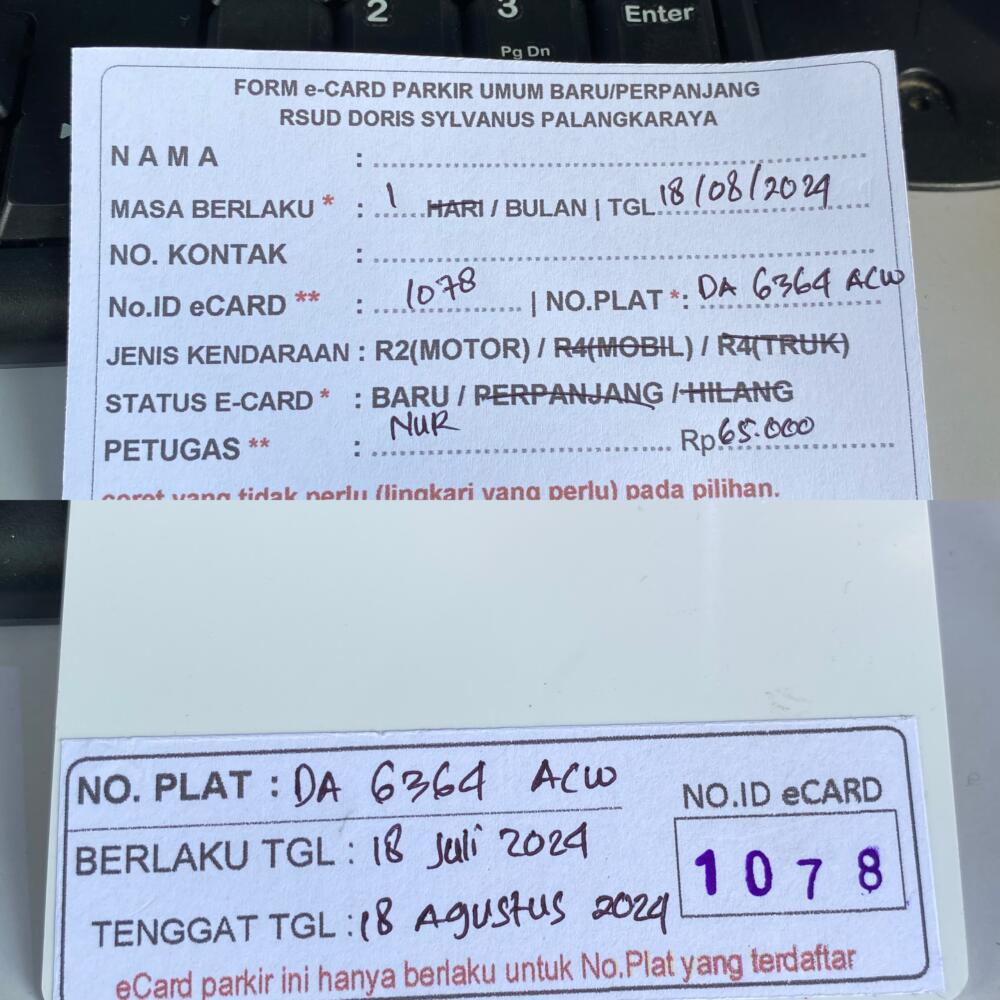 2 3 Enter
Pg Dn
FORM e-CARD PARKIR UMUM BARU/PERPANJANG
RSUD DORIS SYLVANUS PALANGKARAYA
N A M A :
MASA BERLAKU * : 1 HARI / BULAN | TGL 18/08/2024
NO. KONTAK :
No.ID eCARD ** : 1078 | NO.PLAT *: DA 6364 ACW
JENIS KENDARAAN : R2(MOTOR) / R4(MOBIL) / R4(TRUK)
STATUS E-CARD * : BARU / PERPANJANG / HILANG
PETUGAS ** : NUR Rp 65.000
coret yang tidak perlu (lingkari yang perlu) pada pilihan.
NO. PLAT : DA 6364 ACW
NO.ID eCARD
BERLAKU TGL : 18 Juli 2024
1078
TENGGAT TGL : 18 Agustus 2024
eCard parkir ini hanya berlaku untuk No.Plat yang terdaftar